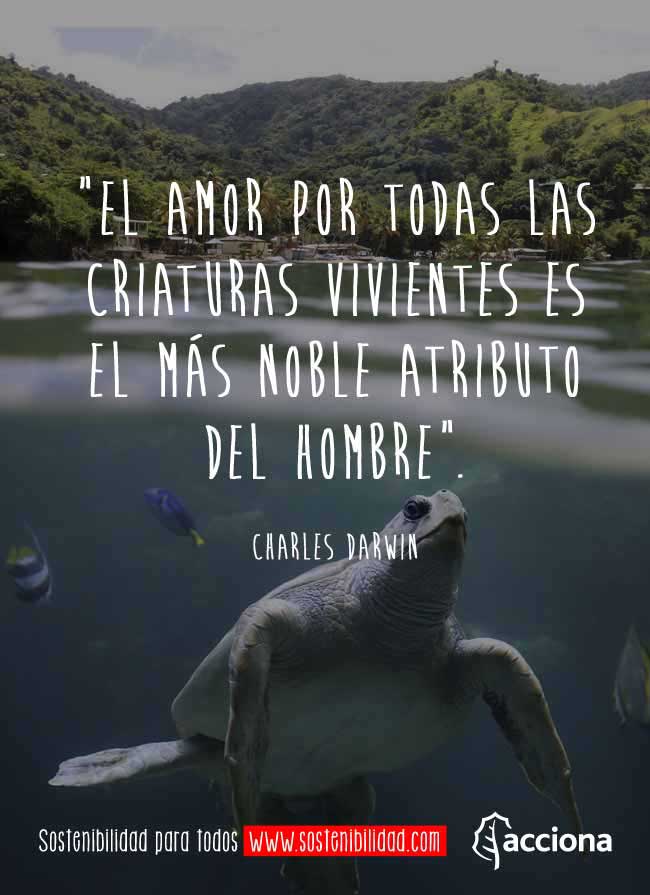 "EL AMOR POR TODAS LAS
CRIATURAS VIVIENTES ES
EL MÁS NOBLE ATRIBUTO
DEL HOMBRE".
CHARLES DARWIN
Sostenibilidad para todos www.sostenibilidad.com
acciona